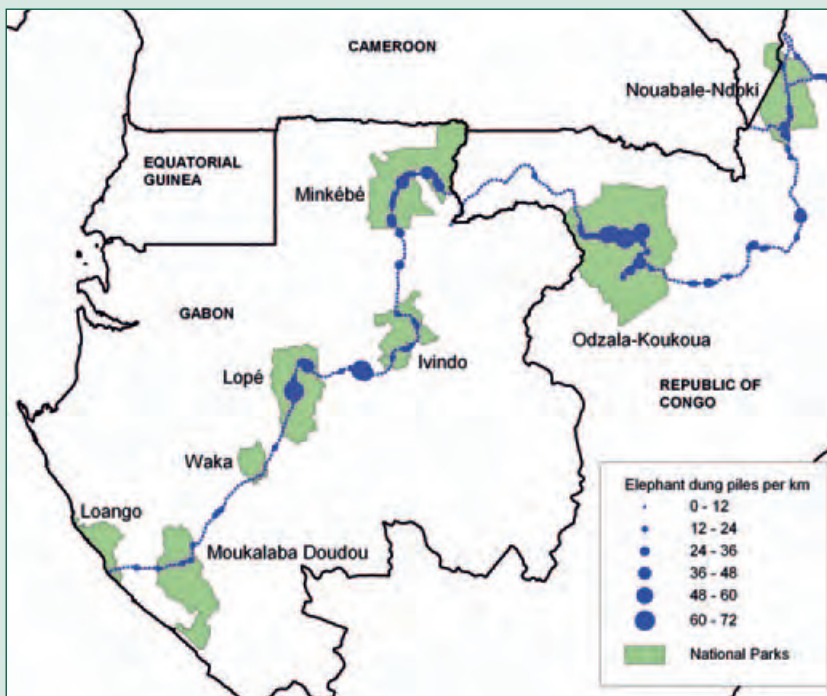 CAMEROON
Nouabale-Ndoki
EQUATORIAL
GUINEA
Minkébé
GABON
Odzala-Koukoua
Ivindo
Lopé
REPUBLIC OF
CONGO
Waka
Loango
Moukalaba Doudou
Elephant dung piles per km
0 - 12
12 - 24
24 - 36
36 - 48
48 - 60
60 - 72
National Parks